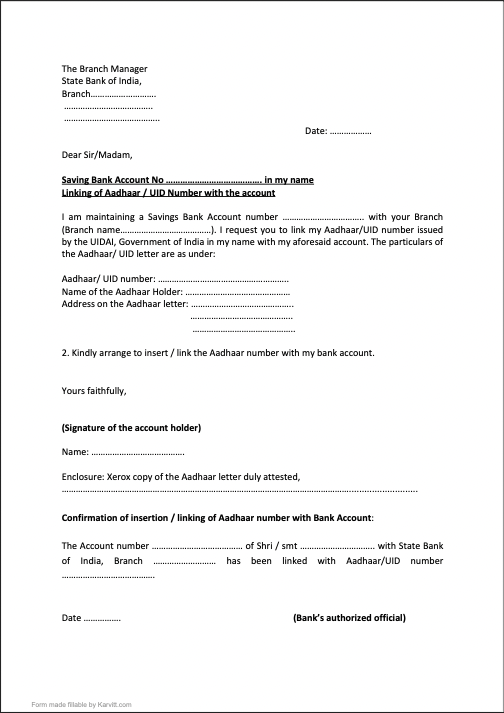 The Branch Manager
State Bank of India,
Branch.........................
......................................
........................................
Date: ..................
Dear Sir/Madam,
Saving Bank Account No ........................................ in my name
Linking of Aadhaar / UID Number with the account
I am maintaining a Savings Bank Account number .................................. with your Branch
(Branch name......................................). I request you to link my Aadhaar/UID number issued
by the UIDAI, Government of India in my name with my aforesaid account. The particulars of
the Aadhaar/ UID letter are as under:
Aadhaar/ UID number: ......................................................
Name of the Aadhaar Holder: ............................................
Address on the Aadhaar letter: ...........................................
...........................................
...........................................
2. Kindly arrange to insert / link the Aadhaar number with my bank account.
Yours faithfully,
(Signature of the account holder)
Name: .......................................
Enclosure: Xerox copy of the Aadhaar letter duly attested,
......................................................................................................................................................
Confirmation of insertion / linking of Aadhaar number with Bank Account:
The Account number ...................................... of Shri / smt ............................... with State Bank
of India, Branch .......................... has been linked with Aadhaar/UID number
.......................................
Date ................ (Bank's authorized official)
Form made fillable by Karvitt.com